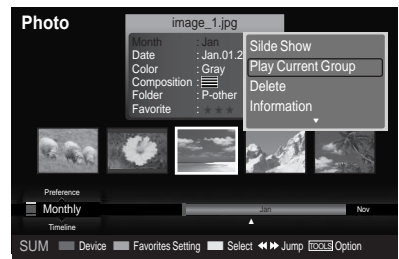 Photo
image_1.jpg
Month : Jan
Date : Jan.01.2
Color : Gray
Composition :
Folder : P-other
Favorite : ★★★
Silde Show
Play Current Group
Delete
Information
Preference
Monthly
Timeline
Jan
Nov
SUM Device Favorites Setting Select Jump TOOLS Option